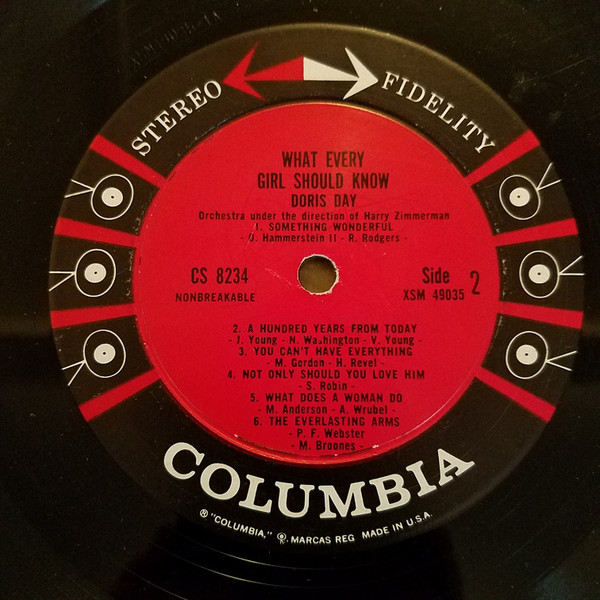 STEREO FIDELITY
WHAT EVERY
GIRL SHOULD KNOW
DORIS DAY
Orchestra under the direction of Harry Zimmerman
1. SOMETHING WONDERFUL
- O. Hammerstein II - R. Rodgers -
CS 8234
NONBREAKABLE
Side 2
XSM 49035
2. A HUNDRED YEARS FROM TODAY
- J. Young - N. Washington - V. Young -
3. YOU CAN'T HAVE EVERYTHING
- M. Gordon - H. Revel -
4. NOT ONLY SHOULD YOU LOVE HIM
- S. Robin -
5. WHAT DOES A WOMAN DO
- M. Anderson - A. Wrubel -
6. THE EVERLASTING ARMS
- P. F. Webster
- M. Broones -
COLUMBIA
® "COLUMBIA," MARCAS REG MADE IN U.S.A.